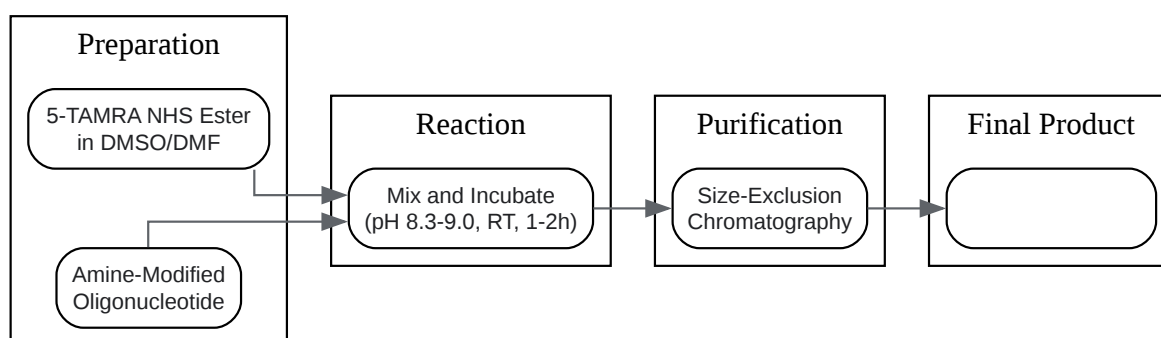 Preparation
5-TAMRA NHS Ester
in DMSO/DMF
Amine-Modified
Oligonucleotide
Reaction
Mix and Incubate
(pH 8.3-9.0, RT, 1-2h)
Purification
Size-Exclusion
Chromatography
Final Product